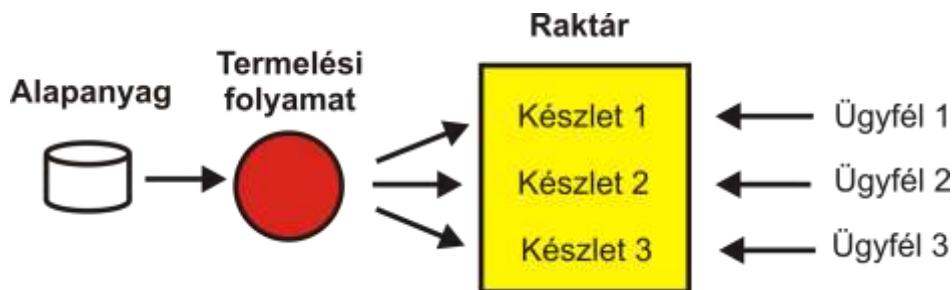 Alapanyag
Termelési
folyamat
Raktár
Készlet 1
Készlet 2
Készlet 3
Ügyfél 1
Ügyfél 2
Ügyfél 3